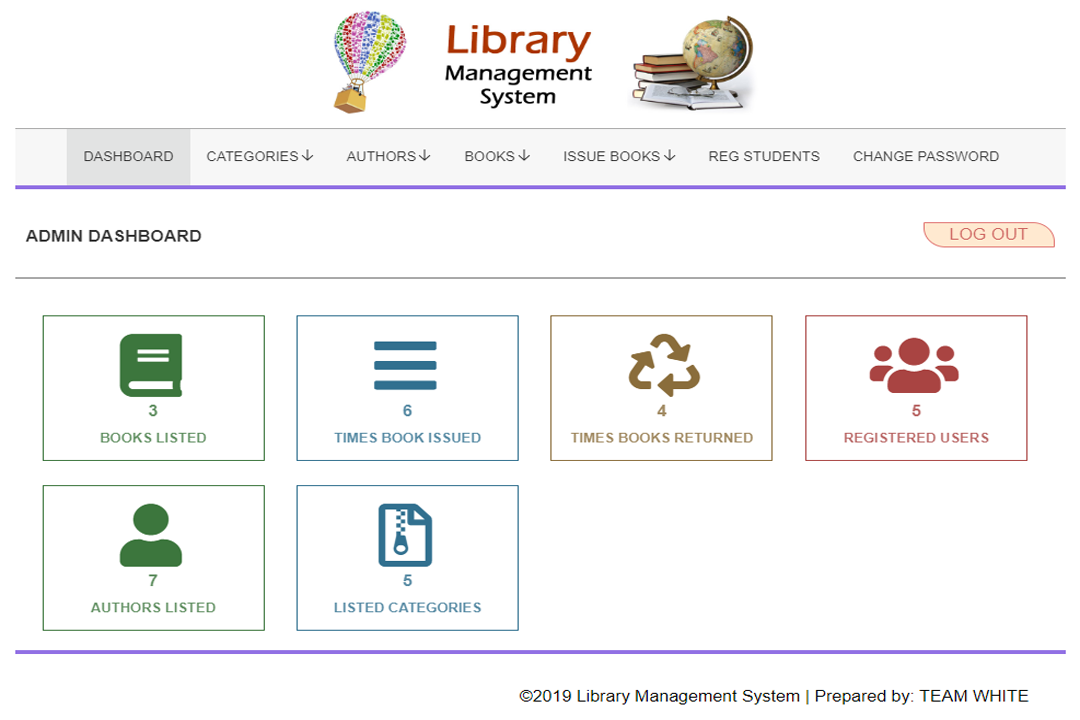 Library
Management
System
DASHBOARD CATEGORIES↓ AUTHORS↓ BOOKS↓ ISSUE BOOKS↓ REG STUDENTS CHANGE PASSWORD
ADMIN DASHBOARD
LOG OUT
3
BOOKS LISTED
6
TIMES BOOK ISSUED
4
TIMES BOOKS RETURNED
5
REGISTERED USERS
7
AUTHORS LISTED
5
LISTED CATEGORIES
©2019 Library Management System | Prepared by: TEAM WHITE